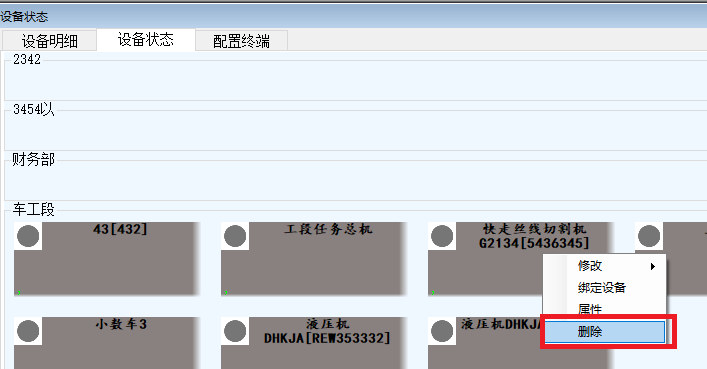 设备状态
设备明细
设备状态
配置终端
2342
3454以
财务部
车工段
43[432]
工段任务总机
快走丝线切割机
G2134[5436345]
修改
绑定设备
属性
删除
小数车3
液压机
DHKJA[REW353332]
液压机DHKJA